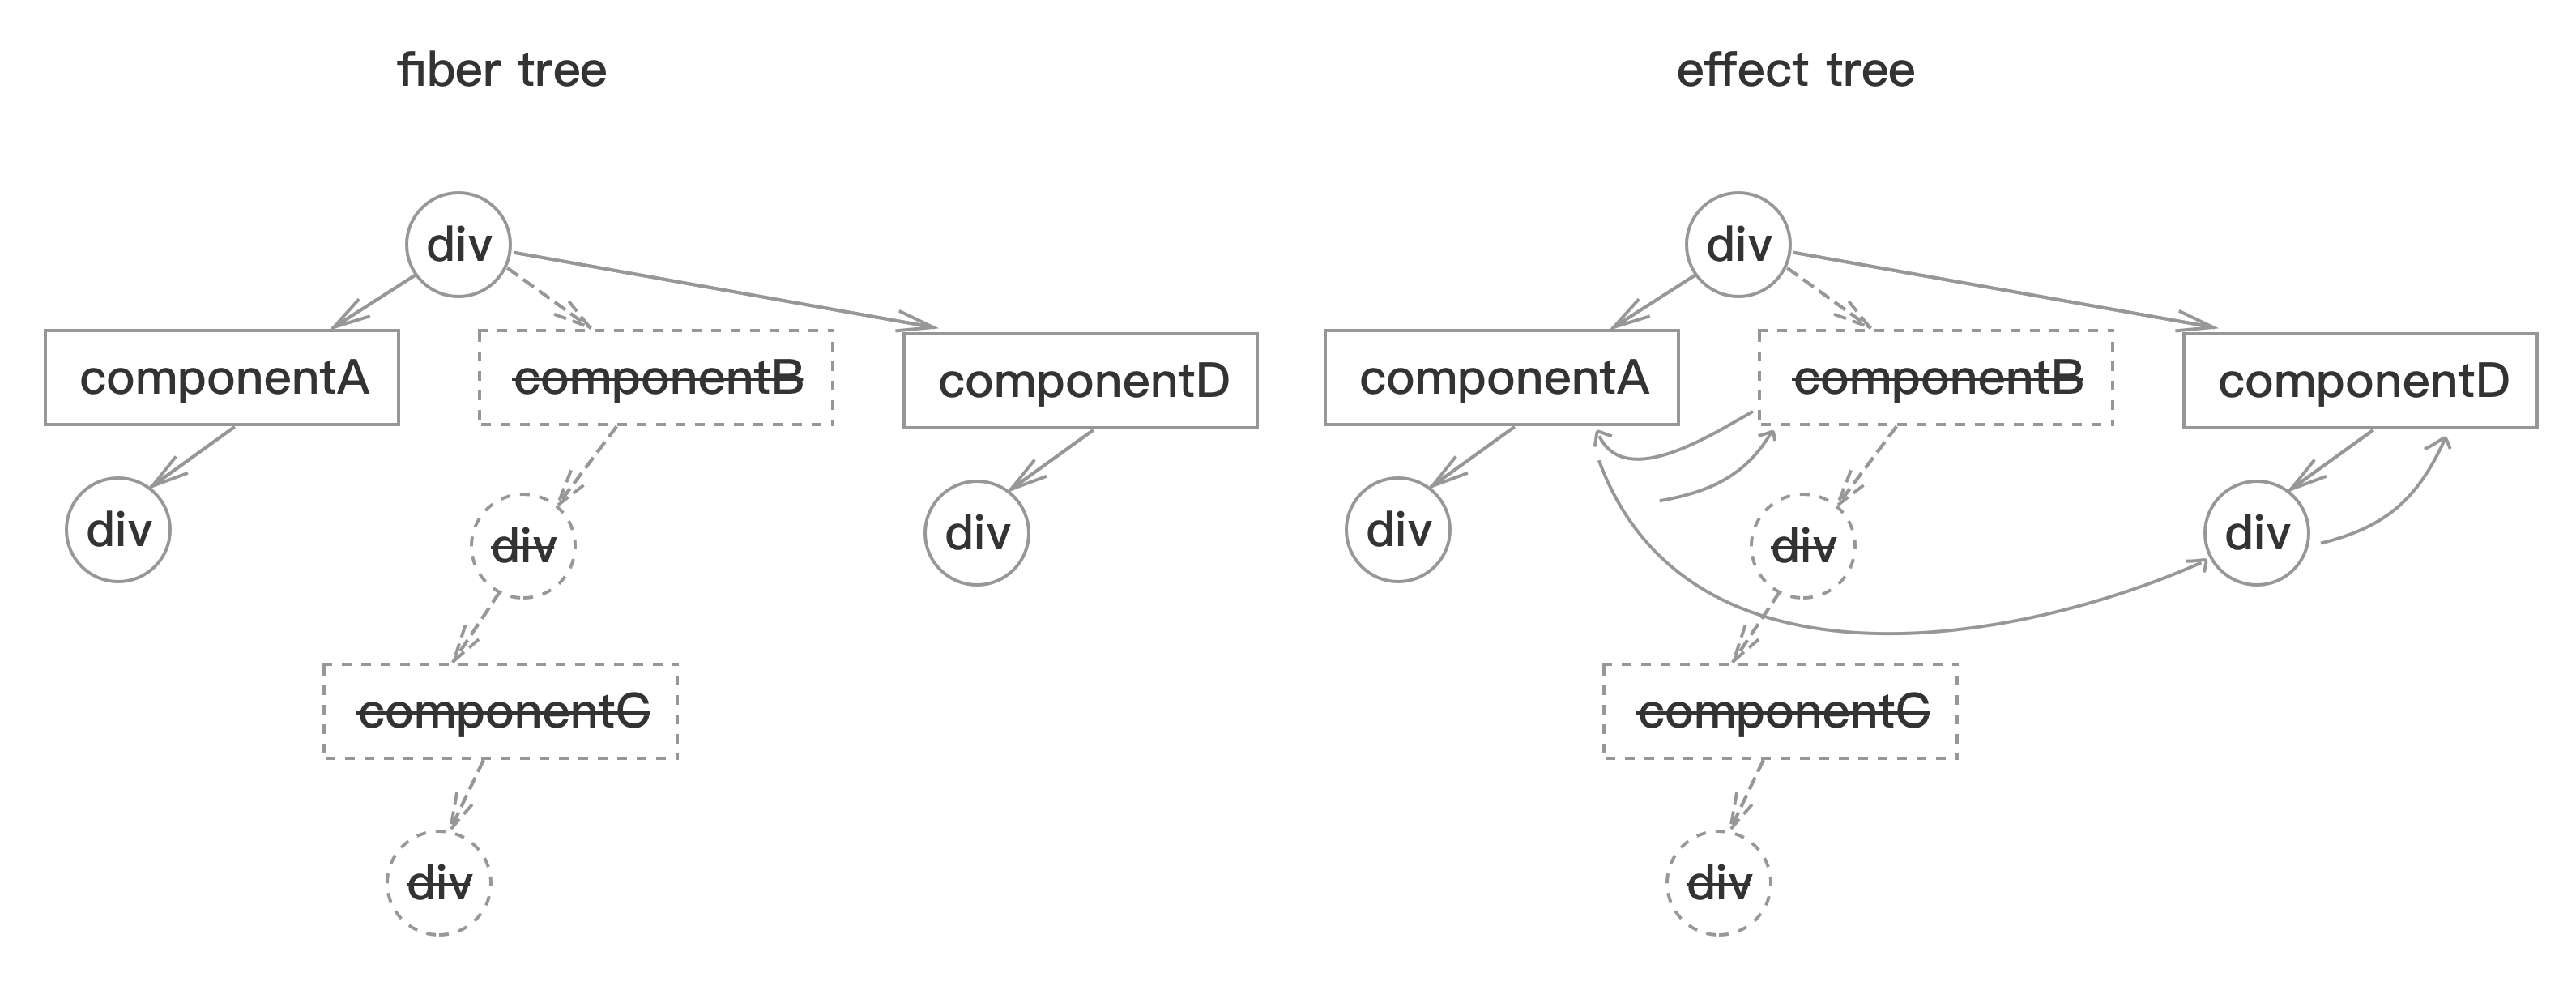 fiber tree
effect tree
div
div
componentA
componentB
componentD
componentA
componentB
componentD
div
div
div
div
div
div
componentC
componentC
div
div